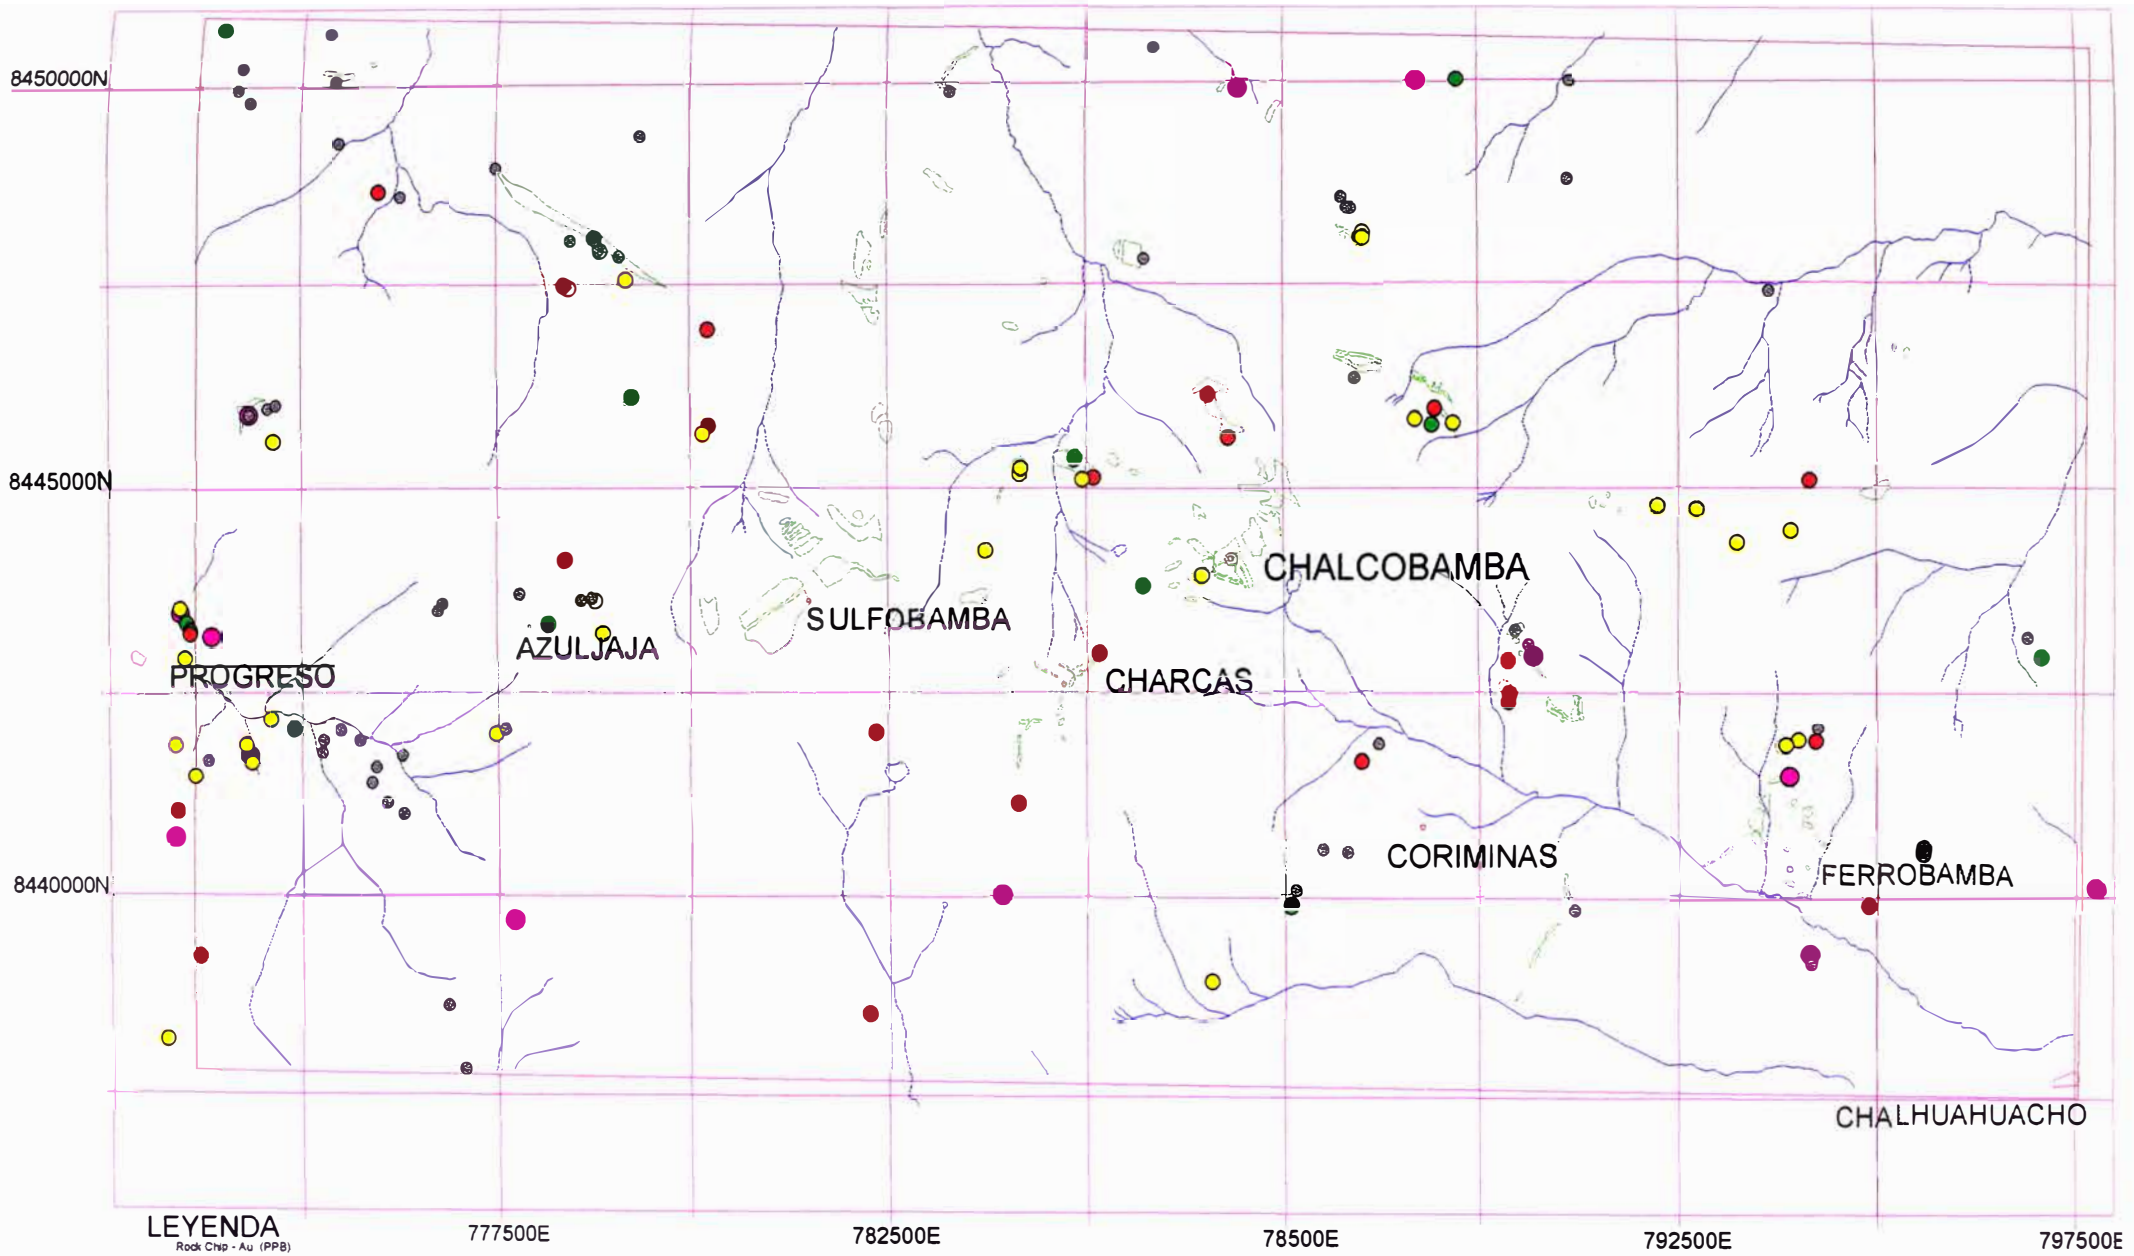 8450000N
8445000N
CHALCOBAMBA
SULFOBAMBA
AZULJAJA
PROGRESO
CHARCAS
CORIMINAS
FERROBAMBA
8440000N
CHALHUAHUACHO
LEYENDA
Rock Chip - Au (PPB)
777500E
782500E
78500E
792500E
797500E